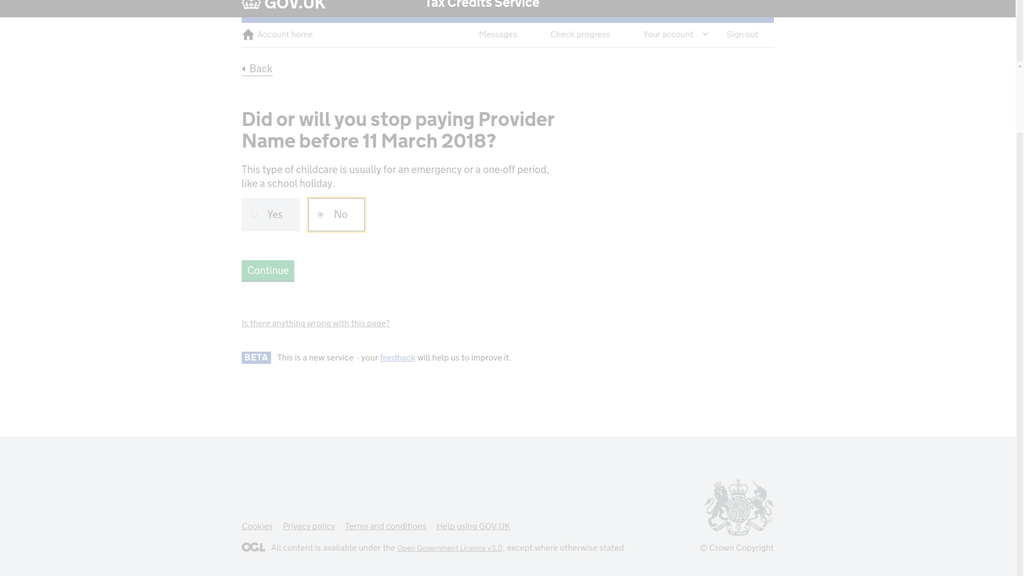 GOV.UK
Tax Credits Service
Account home
Messages
Check progress
Your account
Sign out
Back
Did or will you stop paying Provider
Name before 11 March 2018?
This type of childcare is usually for an emergency or a one-off period,
like a school holiday.
Yes
No
Continue
Is there anything wrong with this page?
BETA This is a new service - your feedback will help us to improve it.
Cookies Privacy policy Terms and conditions Help using GOV.UK
OGL All content is available under the Open Government Licence v3.0, except where otherwise stated
© Crown Copyright